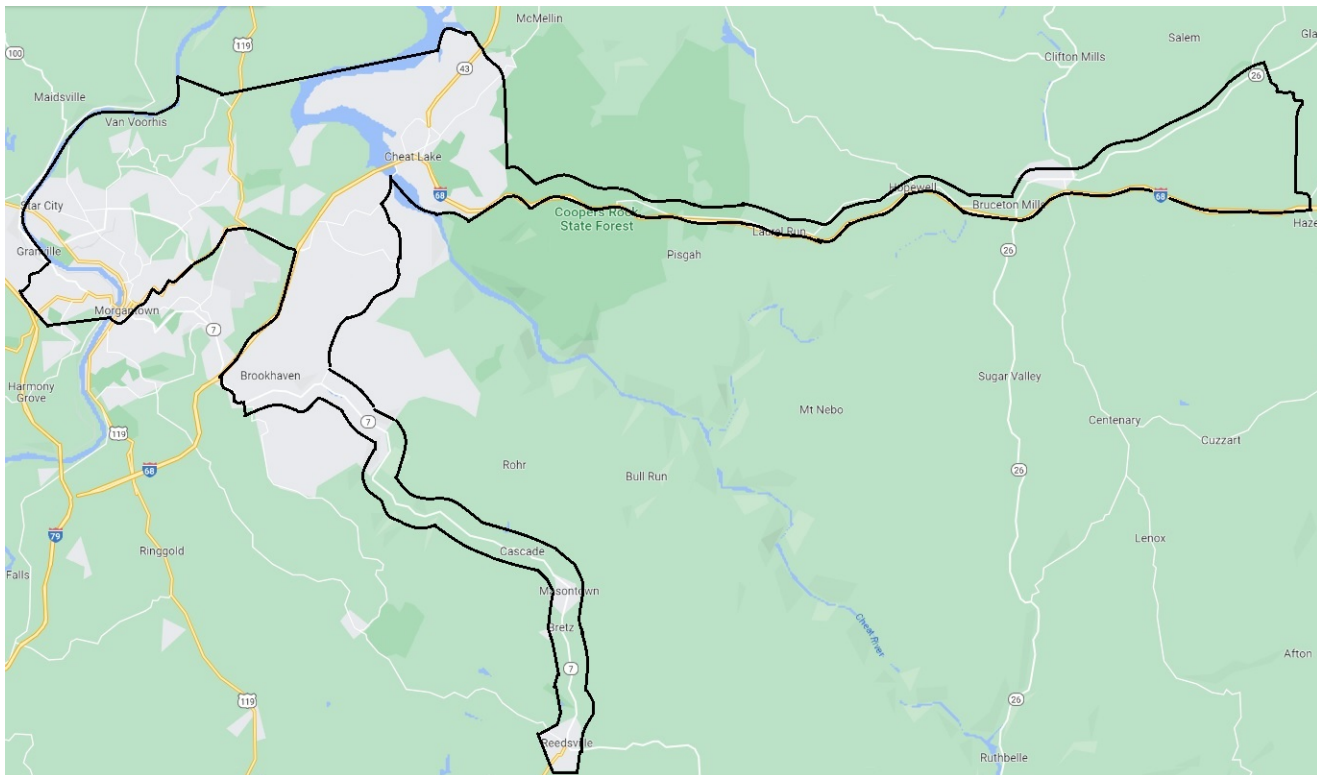 McMellin
Salem
Gla
119
100
Clifton Mills
43
26
Maidsville
Van Voorhis
Cheat Lake
68
Hopewell
68
Star City
Bruceton Mills
Coopers Rock
State Forest
Laurel Run
Haze
Granville
Pisgah
26
Morgantown
7
Brookhaven
Sugar Valley
Harmony
Grove
Mt Nebo
7
Centenary
119
Cuzzart
Rohr
68
Bull Run
26
79
Ringgold
Cascade
Lenox
Falls
Masontown
Bretz
Cheat River
Afton
7
119
26
Reedsville
Ruthbelle